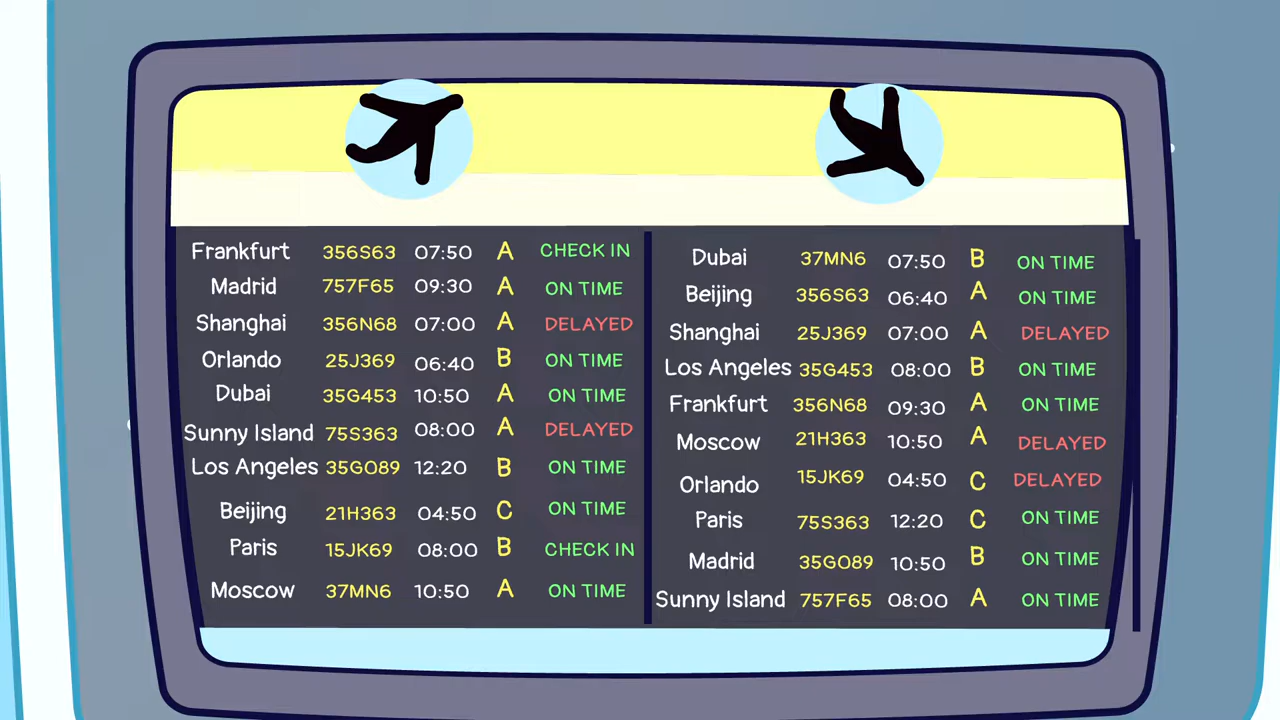 Frankfurt 356S63 07:50 A CHECK IN
Madrid 757F65 09:30 A ON TIME
Shanghai 356N68 07:00 A DELAYED
Orlando 25J369 06:40 B ON TIME
Dubai 35G453 10:50 A ON TIME
Sunny Island 75S363 08:00 A DELAYED
Los Angeles 35GO89 12:20 B ON TIME
Beijing 21H363 04:50 C ON TIME
Paris 15JK69 08:00 B CHECK IN
Moscow 37MN6 10:50 A ON TIME
Dubai 37MN6 07:50 B ON TIME
Beijing 356S63 06:40 A ON TIME
Shanghai 25J369 07:00 A DELAYED
Los Angeles 35G453 08:00 B ON TIME
Frankfurt 356N68 09:30 A ON TIME
Moscow 21H363 10:50 A DELAYED
Orlando 15JK69 04:50 C DELAYED
Paris 75S363 12:20 C ON TIME
Madrid 35GO89 10:50 B ON TIME
Sunny Island 757F65 08:00 A ON TIME